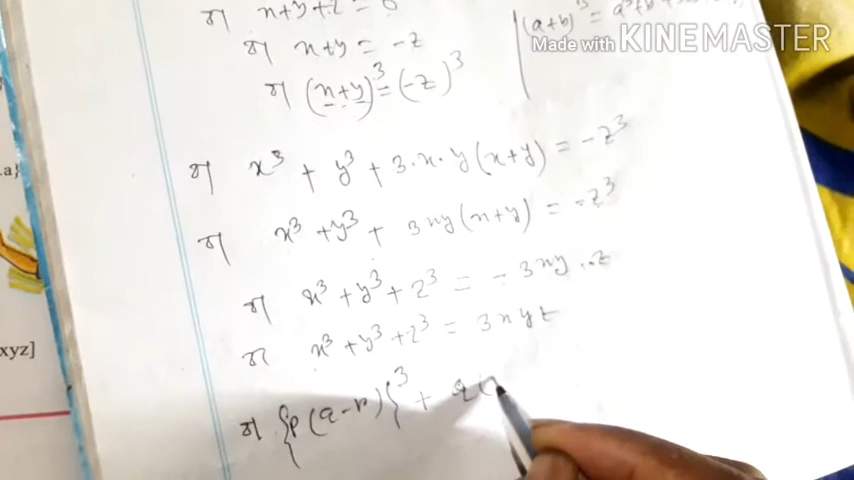 বা x+y+z = 0
(a+b)³ = a³+b
Made with KINEMASTER
বা x+y = -z
বা (x+y)³ = (-z)³
বা x³ + y³ + 3·x·y(x+y) = -z³
.a}
বা x³ + y³ + 3xy(x+y) = -z³
বা x³ + y³ + z³ = - 3xy.-z
বা x³ + y³ + z³ = 3xyz
xyz]
বা {p(q-r)}³ + q(